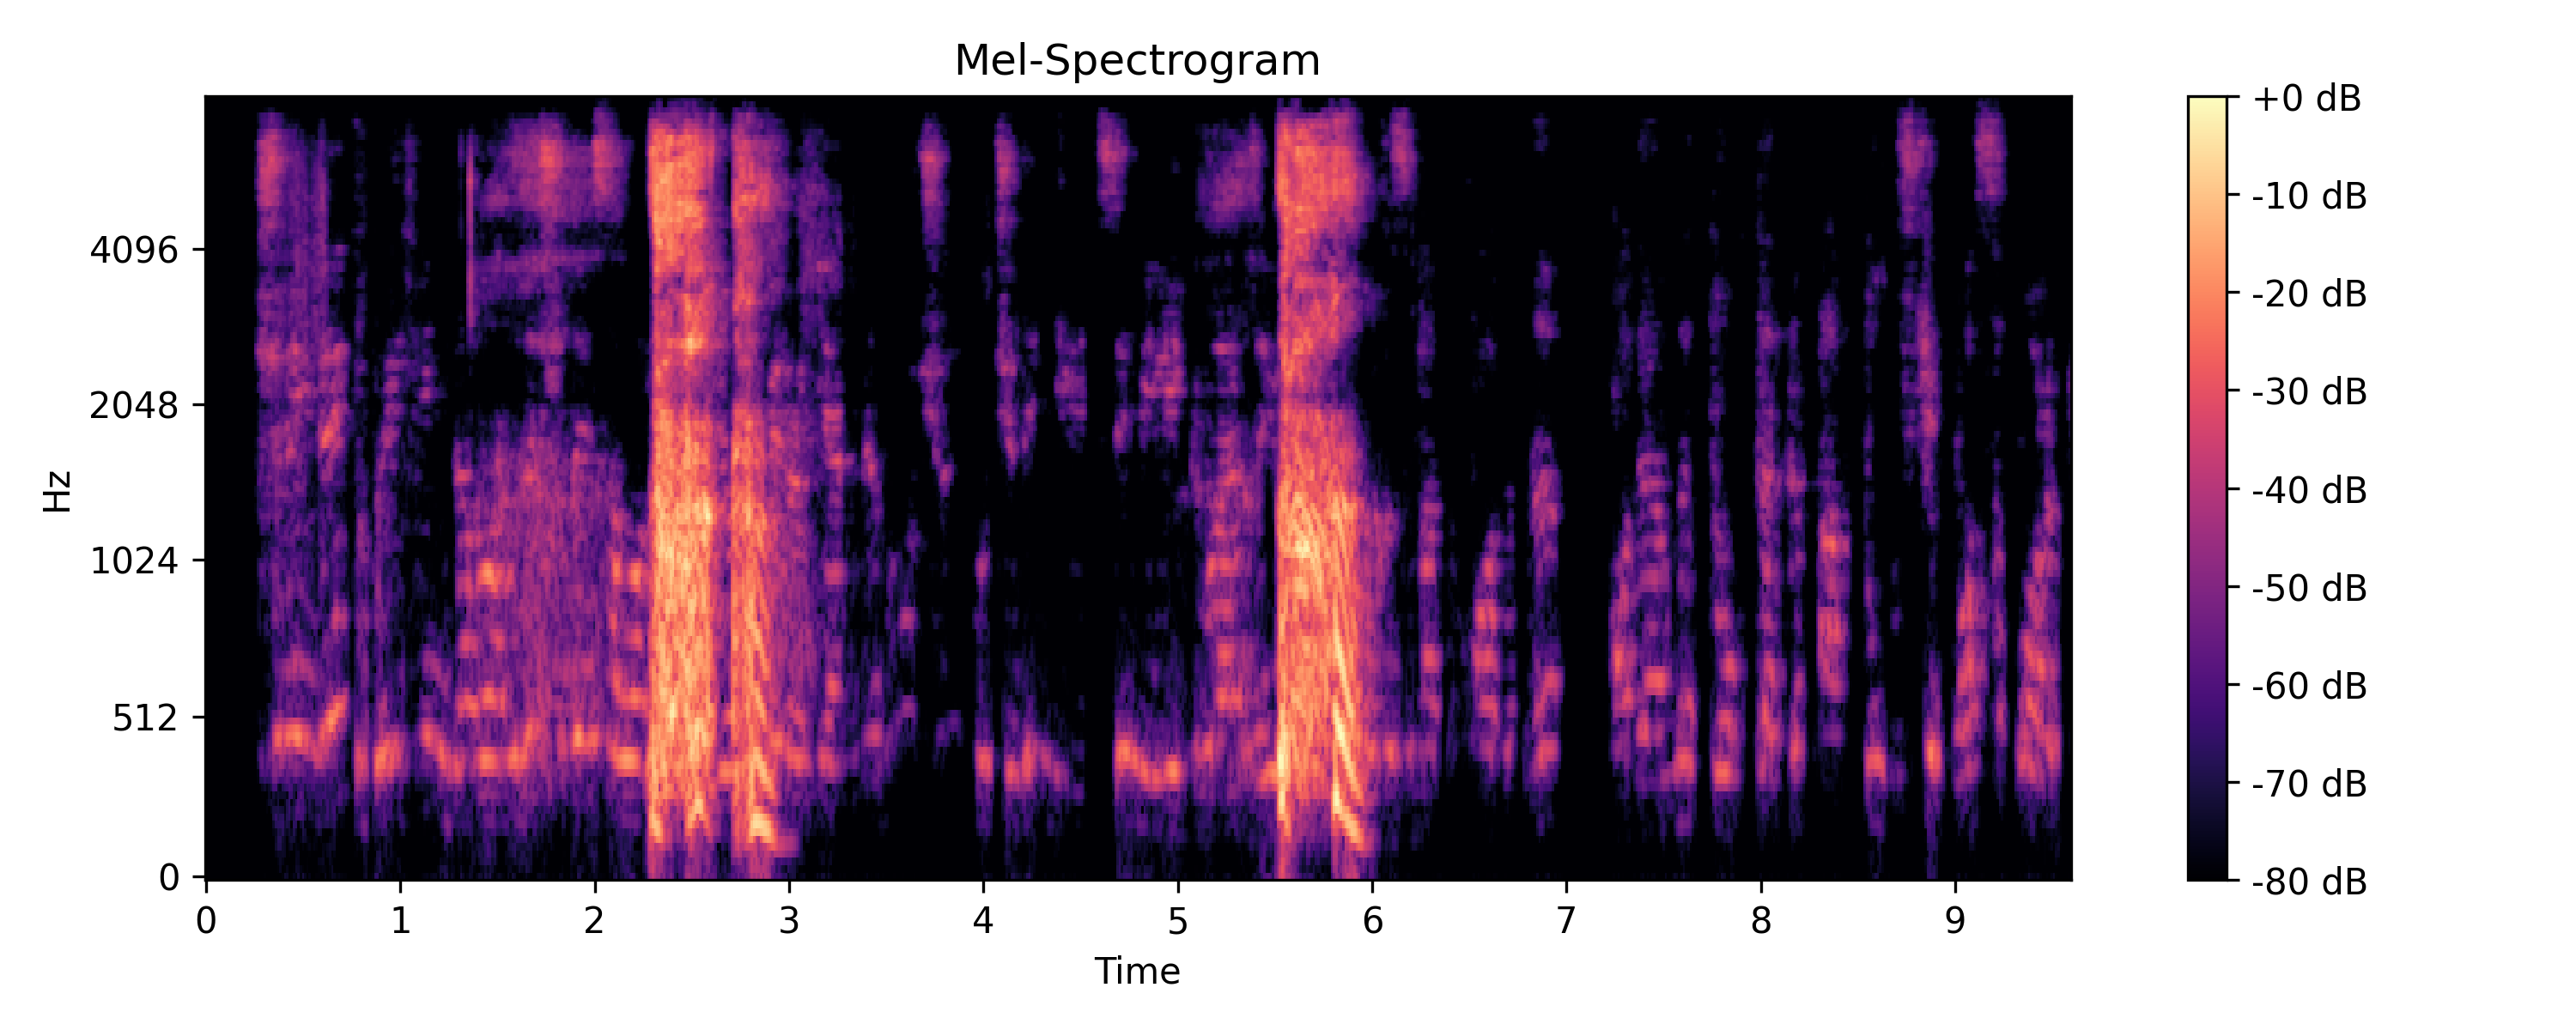 Mel-Spectrogram
+0 dB
-10 dB
-20 dB
-30 dB
-40 dB
-50 dB
-60 dB
-70 dB
-80 dB
Hz
4096
2048
1024
512
0
0 1 2 3 4 5 6 7 8 9
Time